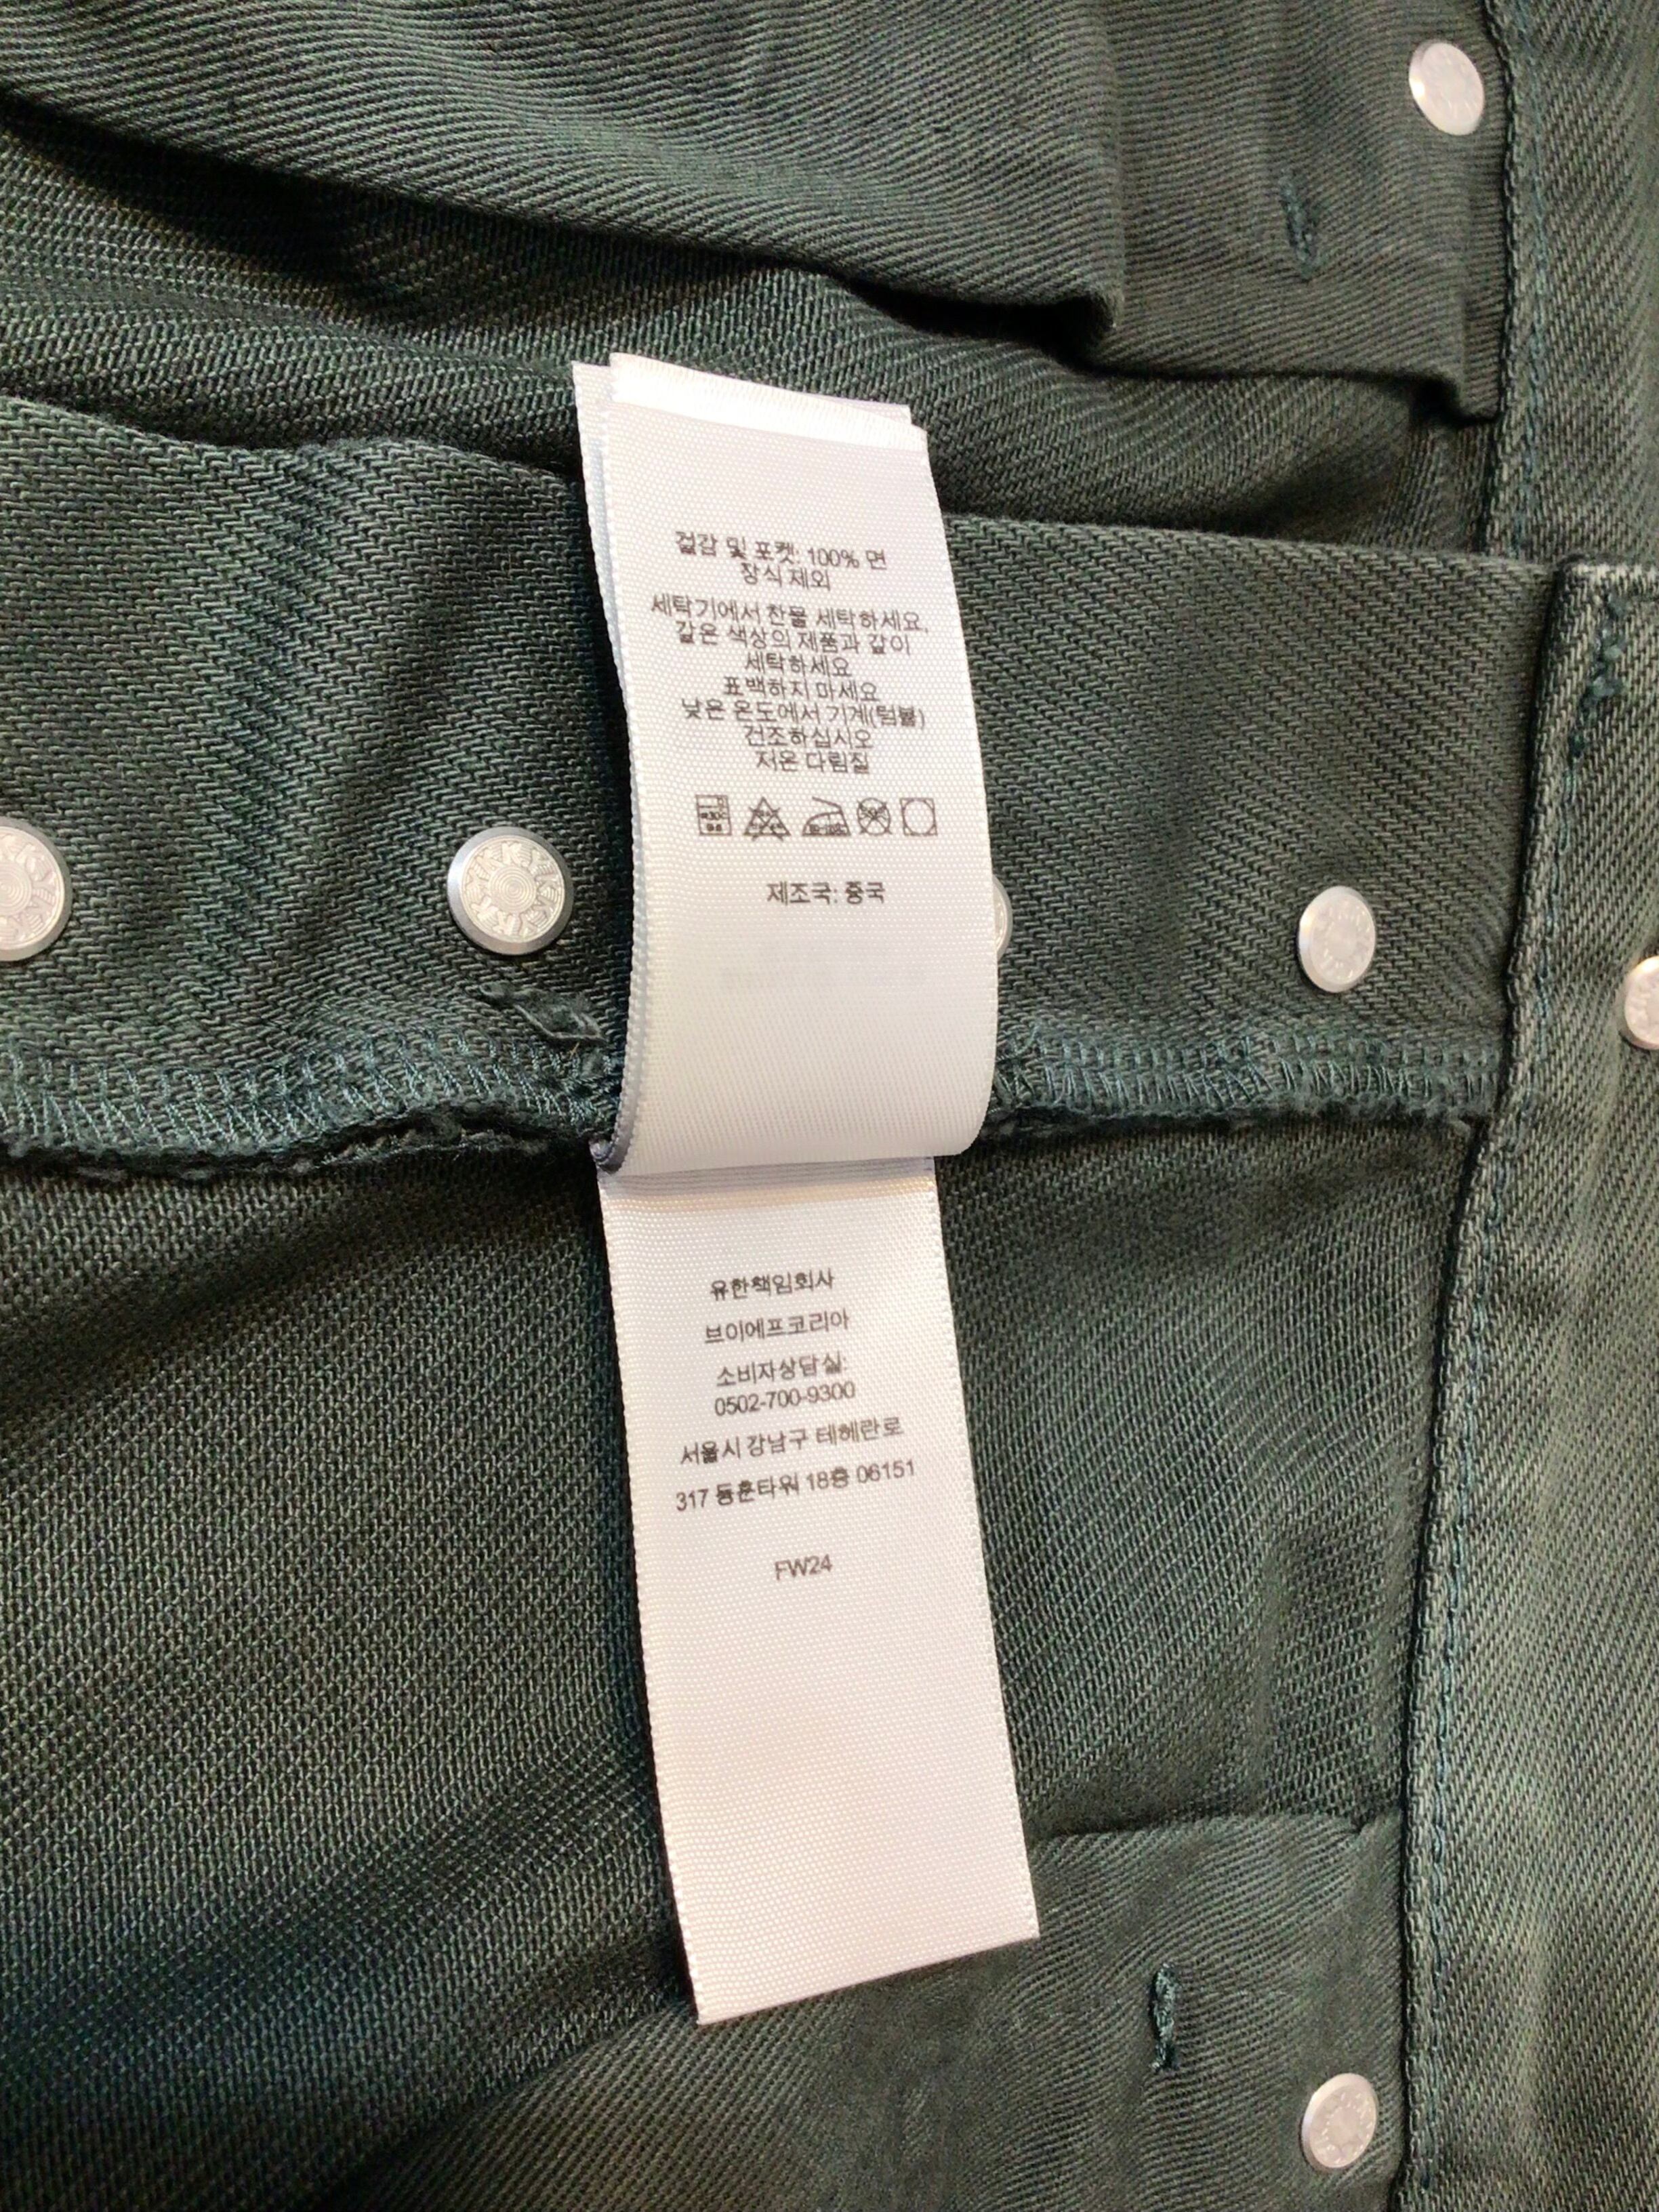 걸감 및 포켓: 100% 면
장식 제외
세탁기에서 찬물 세탁하세요,
같은 색상의 제품과 같이
세탁하세요
표백하지 마세요
낮은 온도에서 기계(텀블)
건조하십시오
저온 다림질
제조국: 중국
유한책임회사
브이에프코리아
소비자상담실:
0502-700-9300
서울시 강남구 테헤란로
317 동훈타워 18층 06151
FW24